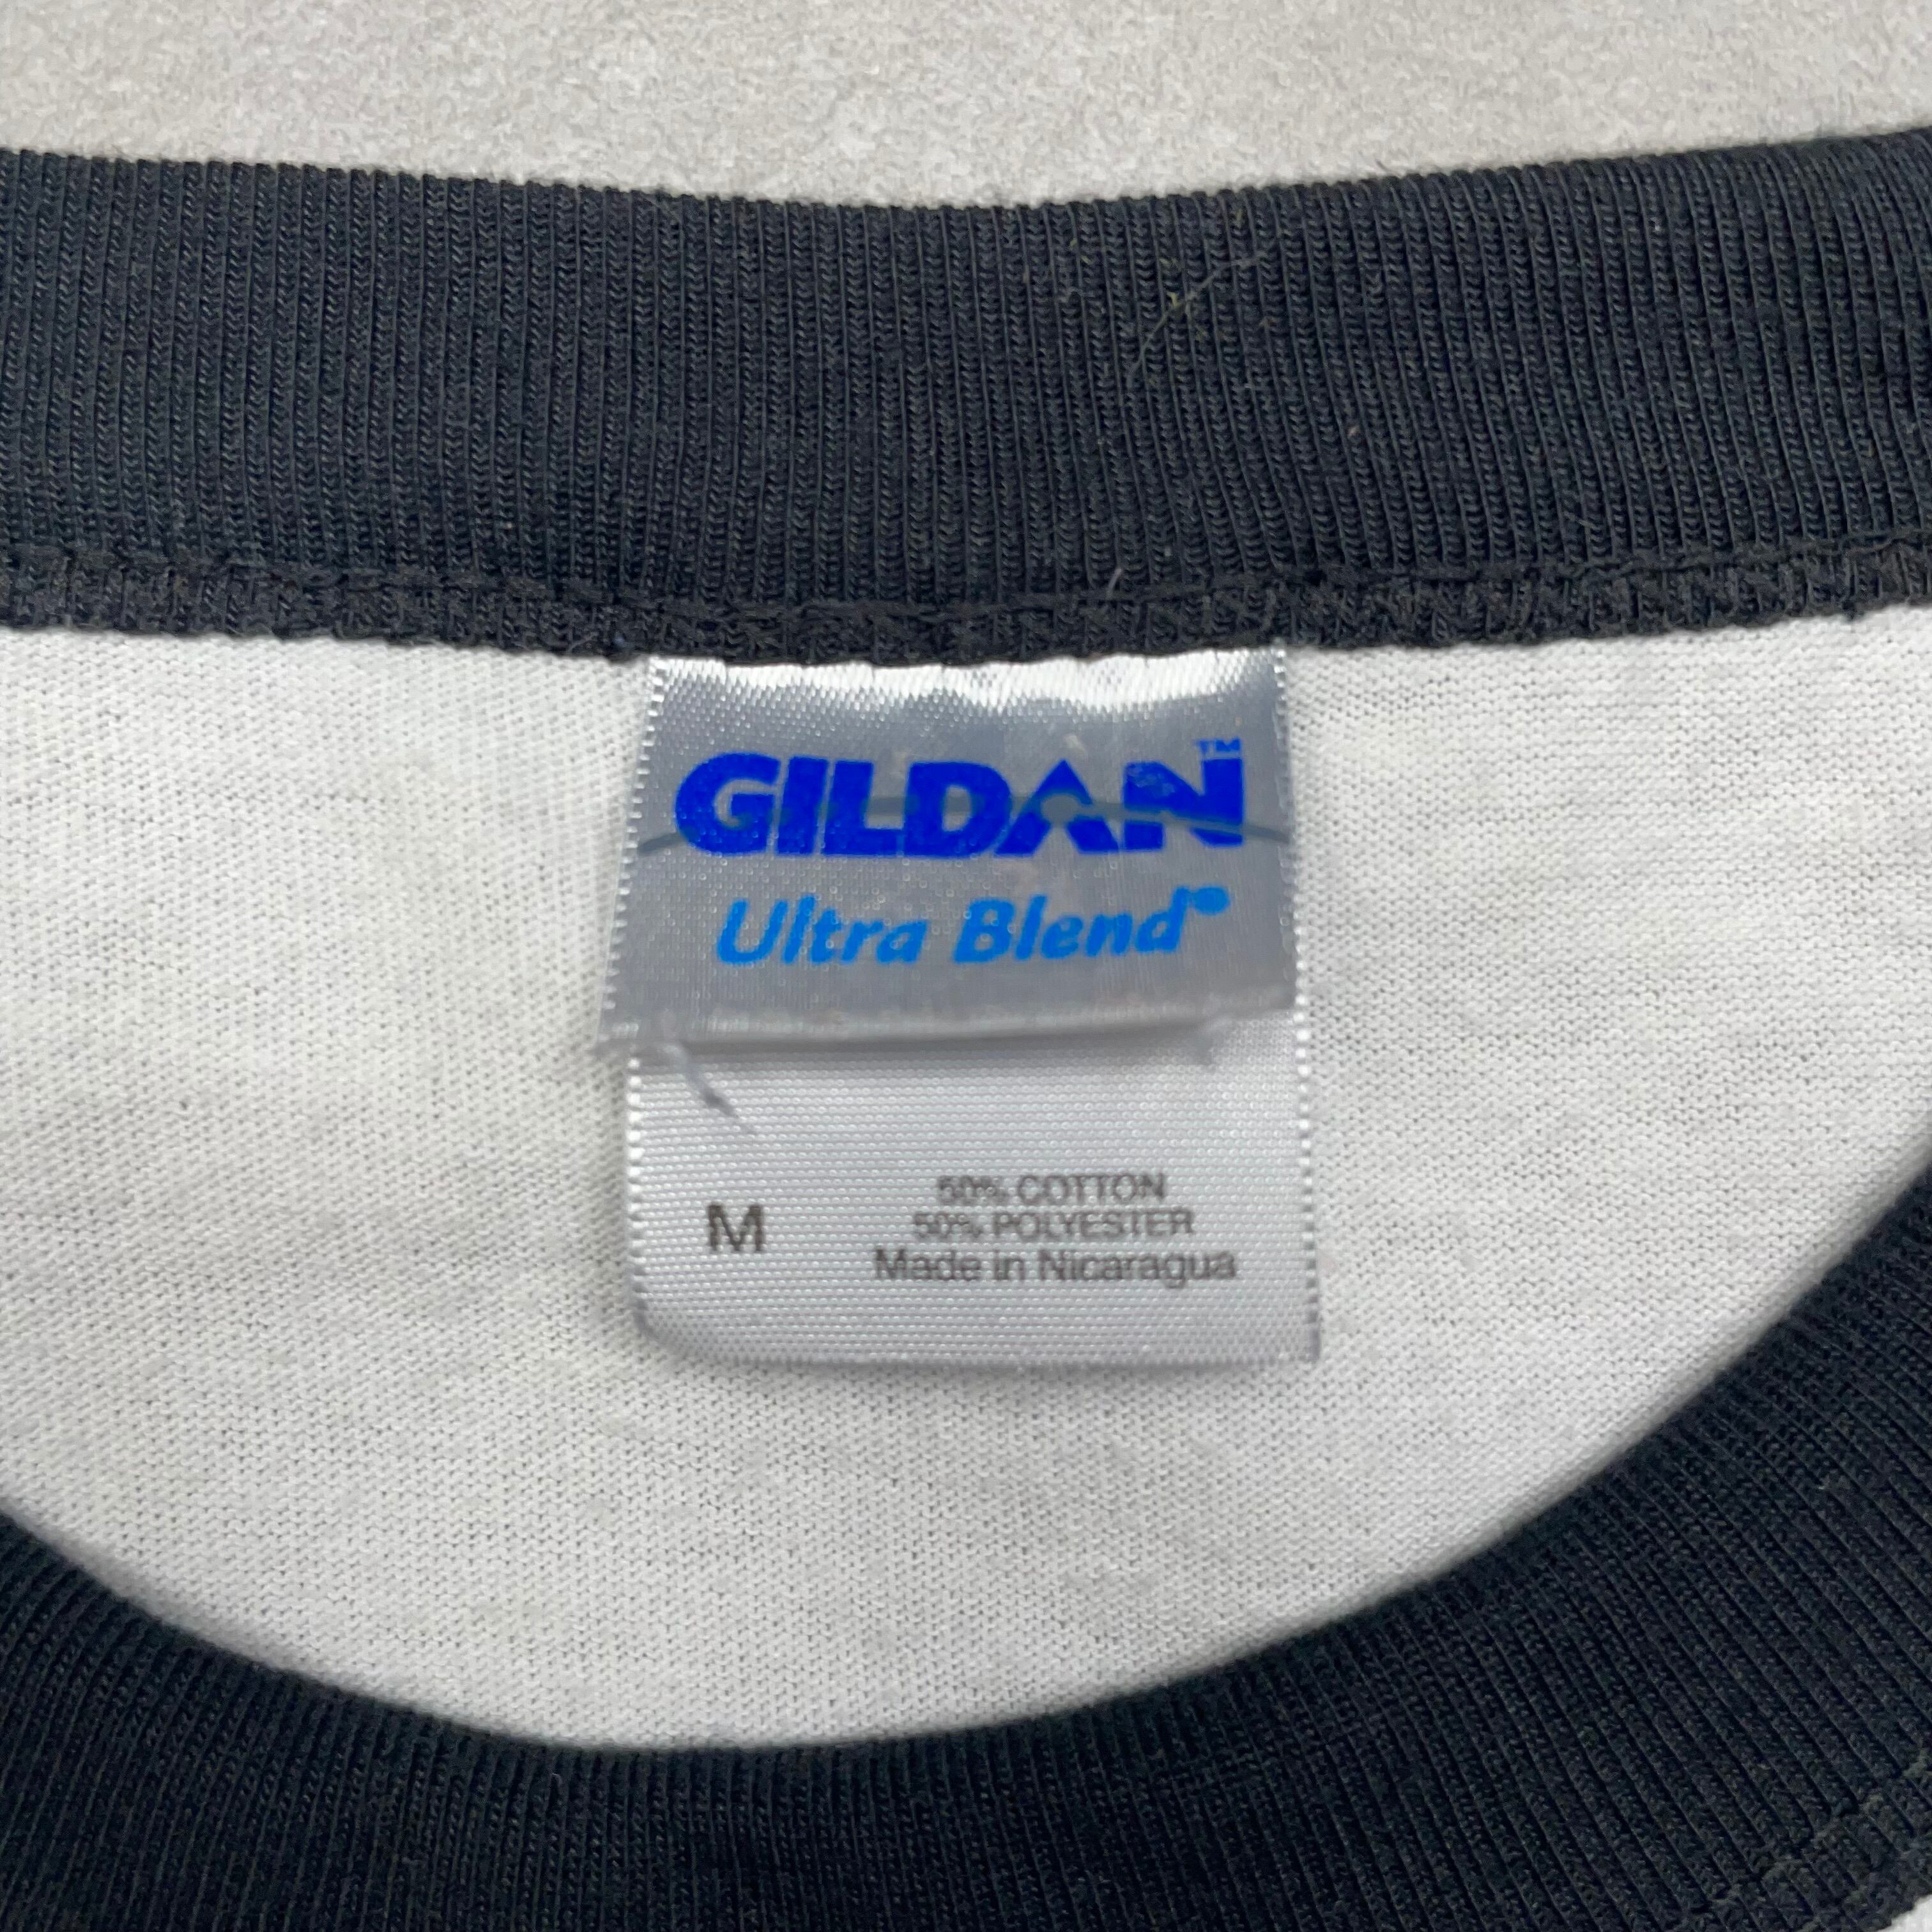 GILDAN™
Ultra Blend®
M
50% COTTON
50% POLYESTER
Made in Nicaragua